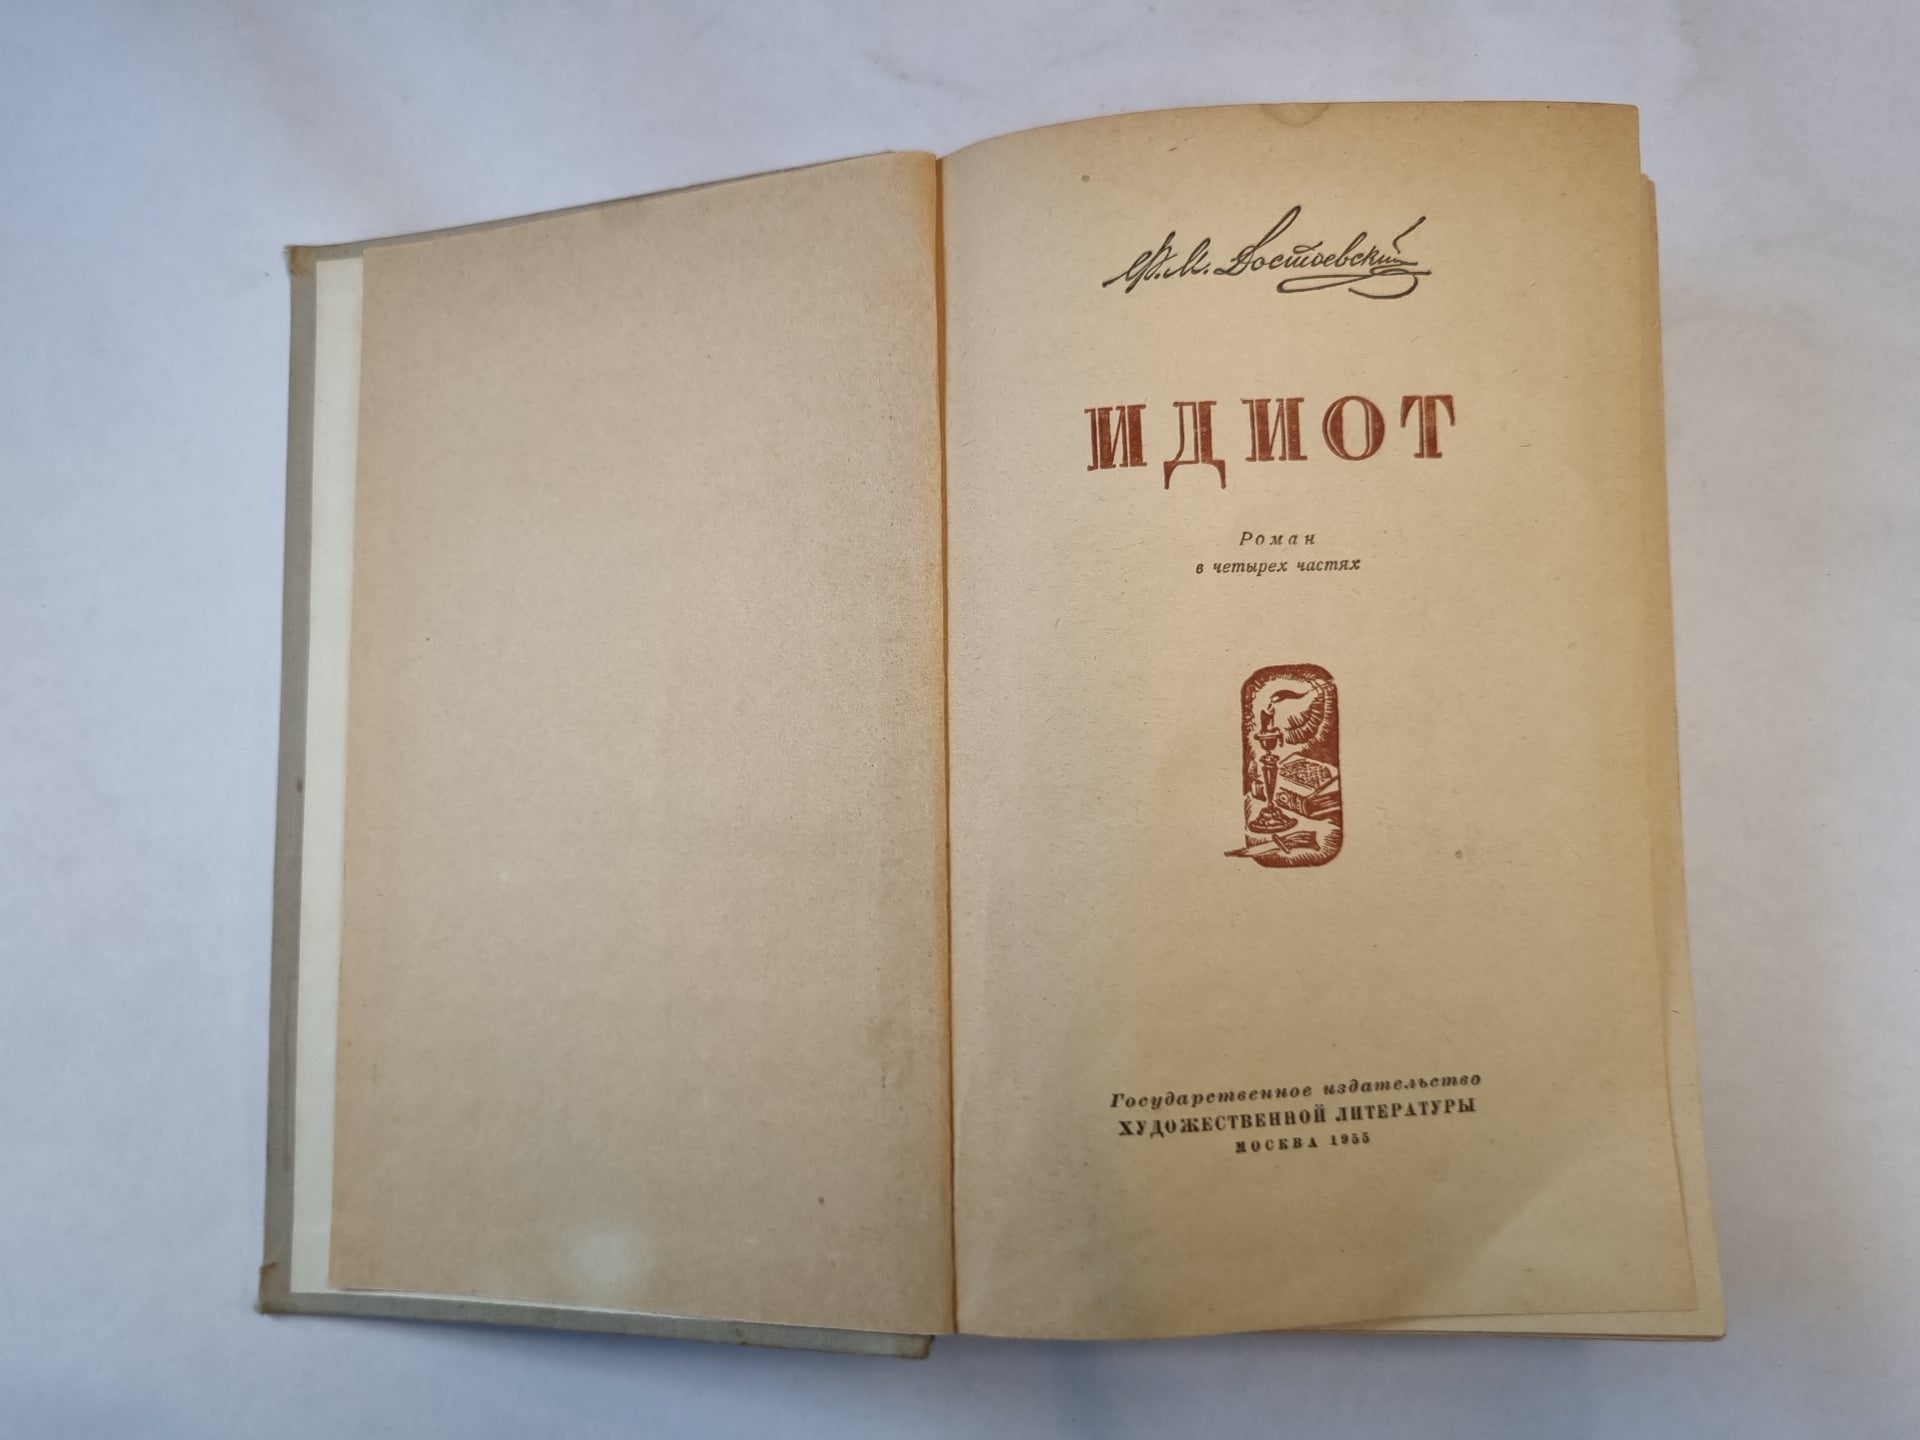 Ф. М. Достоевский
ИДИОТ
Роман
в четырех частях
Государственное издательство
ХУДОЖЕСТВЕННОЙ ЛИТЕРАТУРЫ
МОСКВА 1955